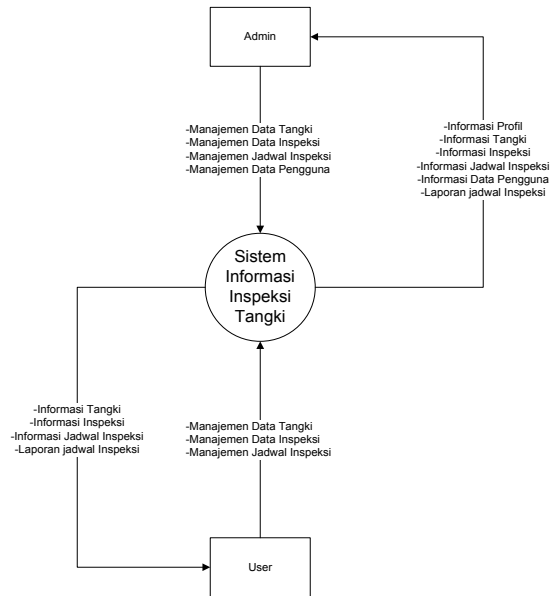 Admin
-Manajemen Data Tangki
-Manajemen Data Inspeksi
-Manajemen Jadwal Inspeksi
-Manajemen Data Pengguna
-Informasi Profil
-Informasi Tangki
-Informasi Inspeksi
-Informasi Jadwal Inspeksi
-Informasi Data Pengguna
-Laporan jadwal Inspeksi
Sistem
Informasi
Inspeksi
Tangki
-Informasi Tangki
-Informasi Inspeksi
-Informasi Jadwal Inspeksi
-Laporan jadwal Inspeksi
-Manajemen Data Tangki
-Manajemen Data Inspeksi
-Manajemen Jadwal Inspeksi
User